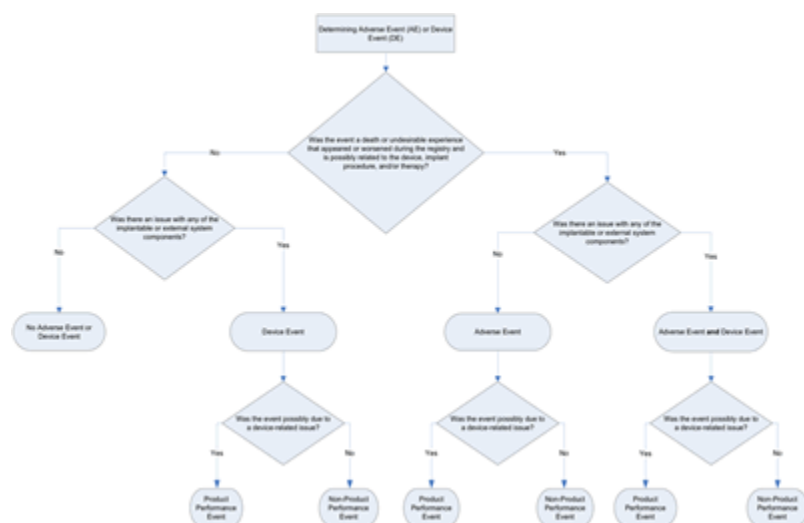 Determining Adverse Event (AE) or Device
Event (DE)
Was the event a death or undesirable experience
that appeared or worsened during the registry and
is possibly related to the device, implant
procedure, and/or therapy?
No
Yes
Was there an issue with any of the
implantable or external system
components?
Was there an issue with any of the
implantable or external system
components?
No
Yes
No
Yes
No Adverse Event or
Device Event
Device Event
Adverse Event
Adverse Event and Device Event
Was the event possibly due to
a device-related issue?
Was the event possibly due to
a device-related issue?
Was the event possibly due to
a device-related issue?
Yes
No
Yes
No
Yes
No
Product
Performance
Event
Non-Product
Performance
Event
Product
Performance
Event
Non-Product
Performance
Event
Product
Performance
Event
Non-Product
Performance
Event